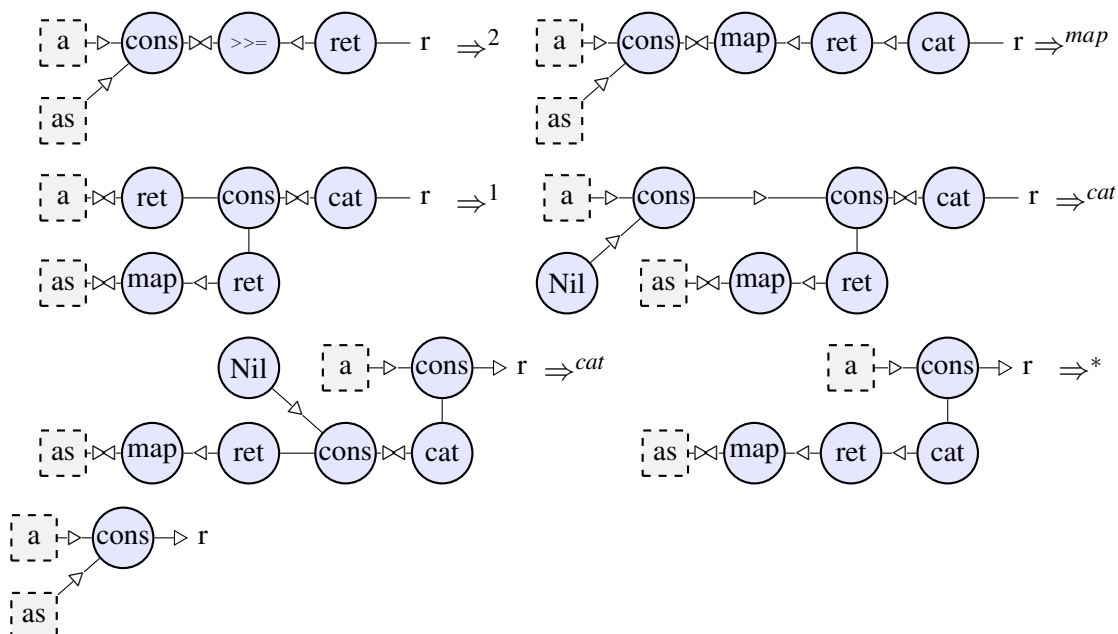 a cons >>= ret r ⇒2 a cons map ret cat r ⇒map
as as
a ret cons cat r ⇒1 a cons cons cat r ⇒cat
as map ret Nil as map ret
Nil a cons r ⇒cat a cons r ⇒*
as map ret cons cat as map ret cat
a cons r
as